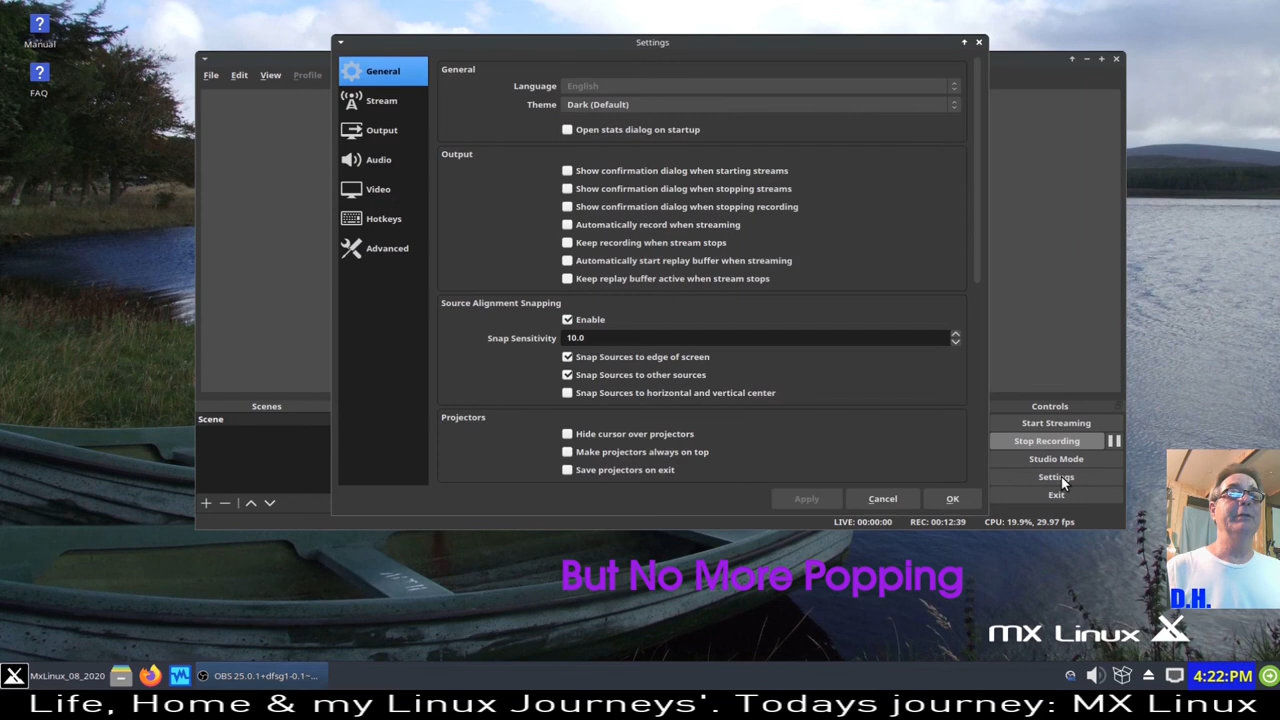 Manual
FAQ
Settings
File Edit View Profile
General
Stream
Output
Audio
Video
Hotkeys
Advanced
General
Language English
Theme Dark (Default)
Open stats dialog on startup
Output
Show confirmation dialog when starting streams
Show confirmation dialog when stopping streams
Show confirmation dialog when stopping recording
Automatically record when streaming
Keep recording when stream stops
Automatically start replay buffer when streaming
Keep replay buffer active when stream stops
Source Alignment Snapping
Enable
Snap Sensitivity 10.0
Snap Sources to edge of screen
Snap Sources to other sources
Snap Sources to horizontal and vertical center
Projectors
Hide cursor over projectors
Make projectors always on top
Save projectors on exit
Apply Cancel OK
Scenes
Scene
Controls
Start Streaming
Stop Recording
Studio Mode
Settings
Exit
LIVE: 00:00:00 REC: 00:12:39 CPU: 19.9%, 29.97 fps
But No More Popping
D.H.
MX Linux
MxLinux_08_2020
OBS 25.0.1+dfsg1-0.1~...
4:22:PM
Life, Home & my Linux Journeys'. Todays journey: MX Linux